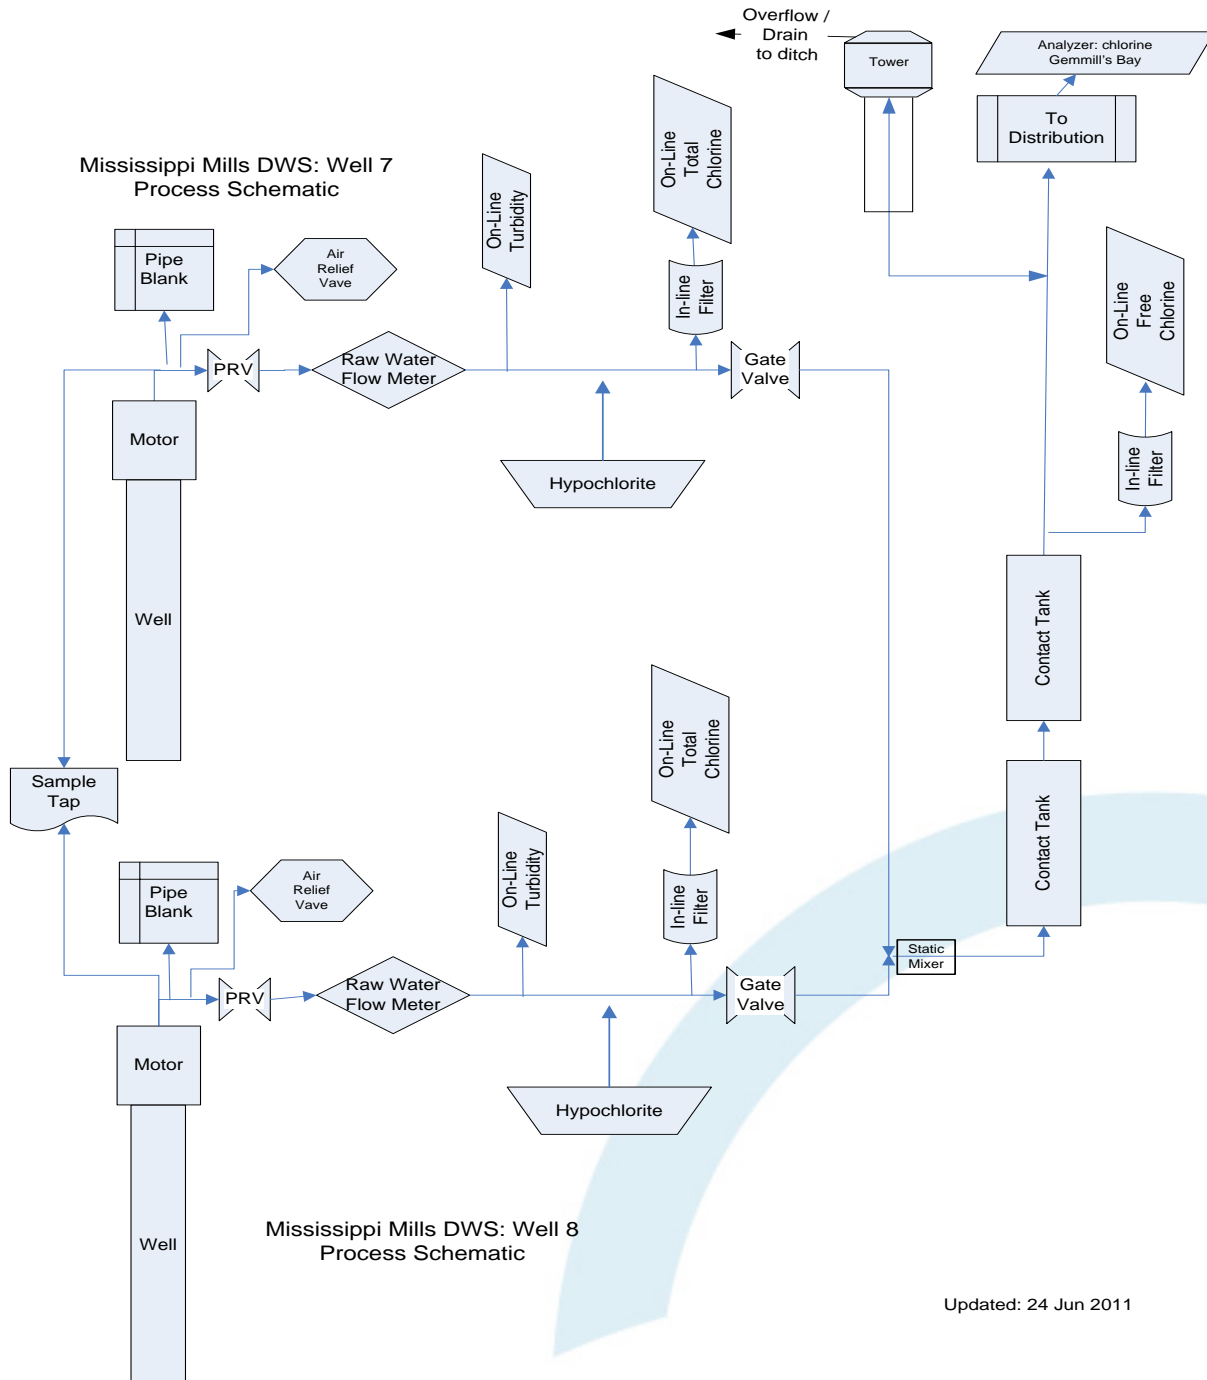 Overflow /
Drain
to ditch
Tower
Analyzer: chlorine
Gemmill's Bay
To
Distribution
Mississippi Mills DWS: Well 7
Process Schematic
On-Line
Total
Chlorine
On-Line
Turbidity
Pipe
Blank
Air
Relief
Vave
In-line
Filter
On-Line
Free
Chlorine
PRV
Raw Water
Flow Meter
Gate
Valve
Motor
Hypochlorite
In-line
Filter
Well
Contact Tank
On-Line
Total
Chlorine
Sample
Tap
Contact Tank
On-Line
Turbidity
Pipe
Blank
Air
Relief
Vave
In-line
Filter
Static
Mixer
PRV
Raw Water
Flow Meter
Gate
Valve
Motor
Hypochlorite
Well
Mississippi Mills DWS: Well 8
Process Schematic
Updated: 24 Jun 2011